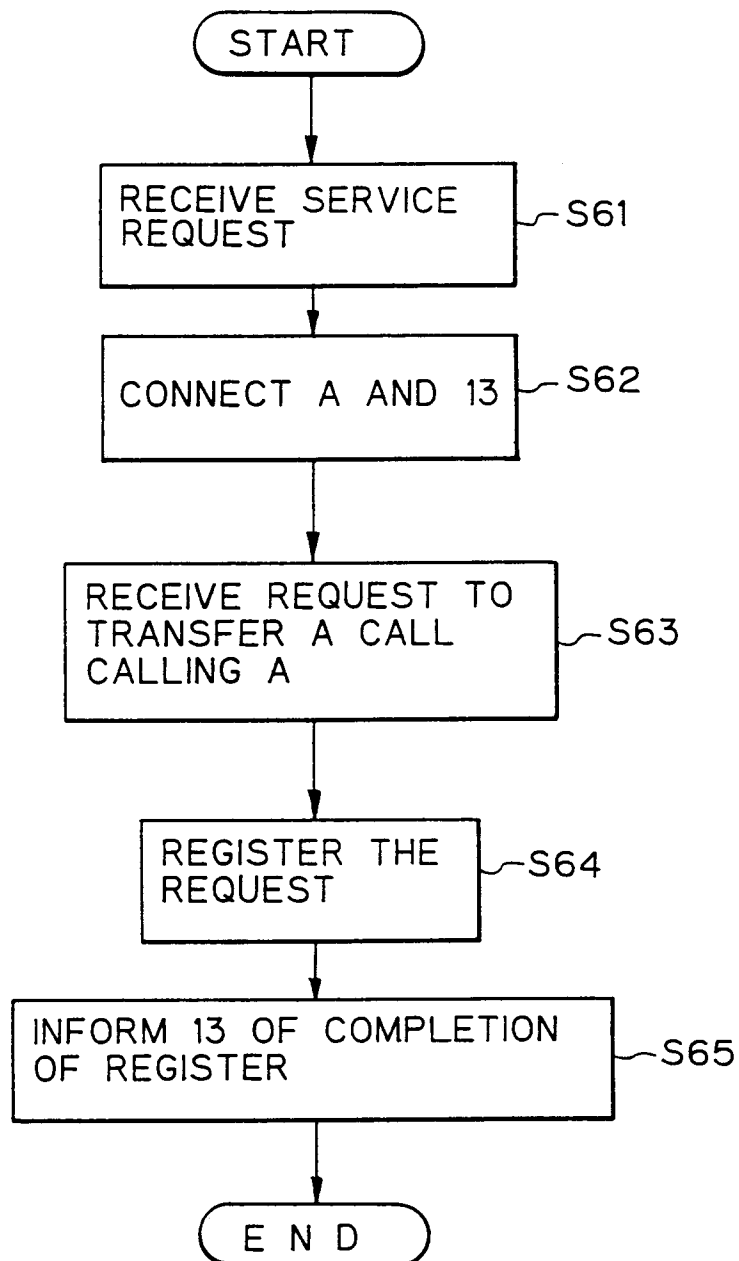 START
RECEIVE SERVICE
REQUEST
S61
CONNECT A AND 13
S62
RECEIVE REQUEST TO
TRANSFER A CALL
CALLING A
S63
REGISTER THE
REQUEST
S64
INFORM 13 OF COMPLETION
OF REGISTER
S65
END